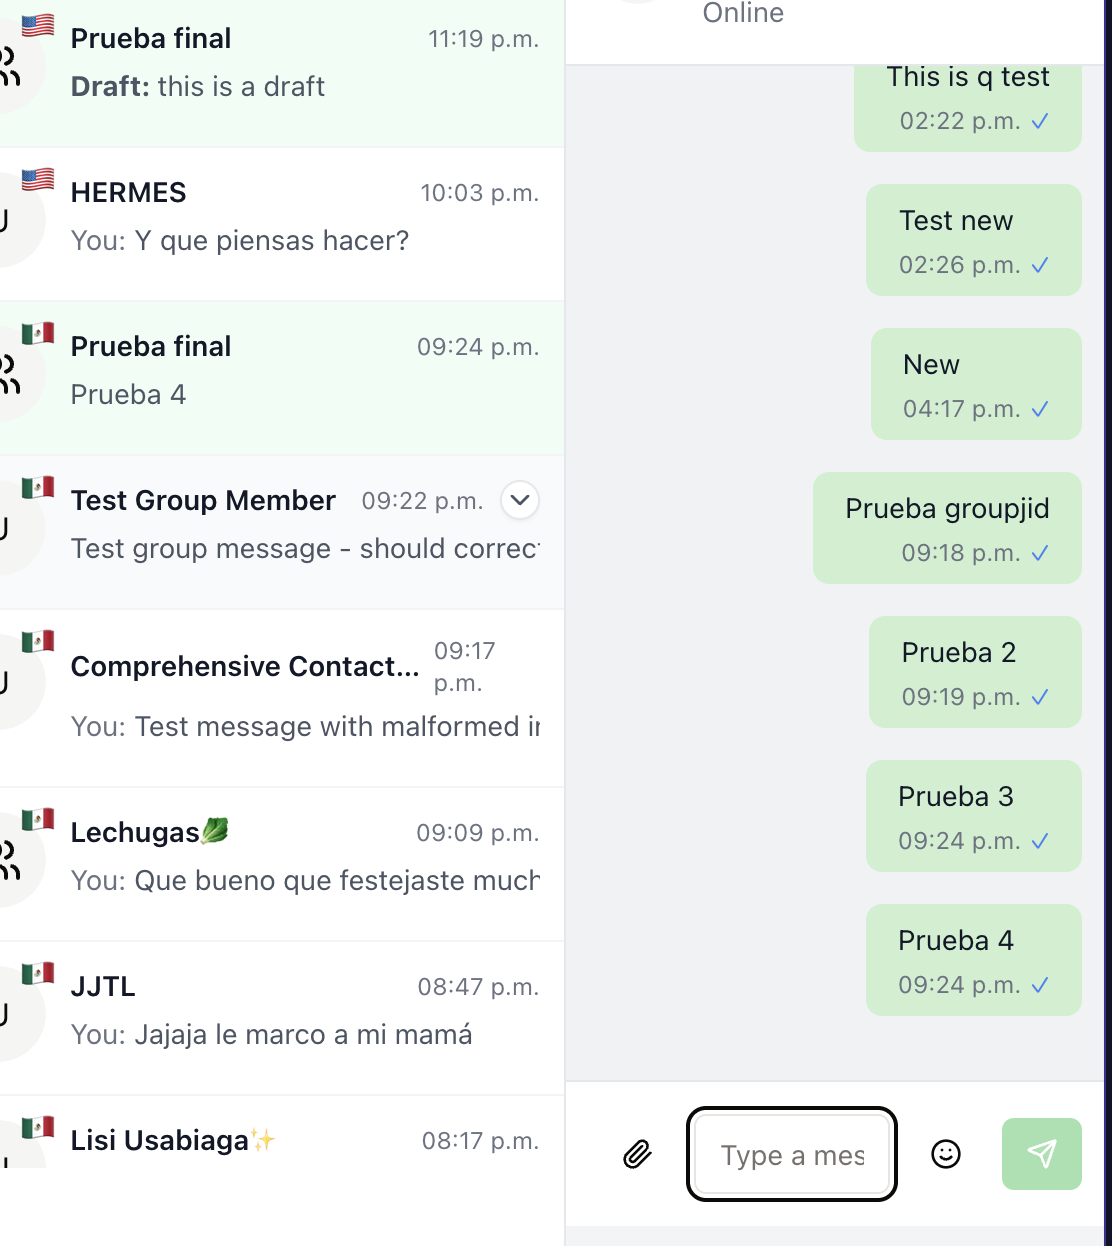 Prueba final
11:19 p.m.
Draft: this is a draft
HERMES
10:03 p.m.
You: Y que piensas hacer?
Prueba final
09:24 p.m.
Prueba 4
Test Group Member
09:22 p.m.
Test group message - should correct
Comprehensive Contact...
09:17
p.m.
You: Test message with malformed
Lechugas🥬
09:09 p.m.
You: Que bueno que festejaste much
JJTL
08:47 p.m.
You: Jajaja le marco a mi mamá
Lisi Usabiaga✨
08:17 p.m.
Online
This is q test
02:22 p.m.
Test new
02:26 p.m.
New
04:17 p.m.
Prueba groupjid
09:18 p.m.
Prueba 2
09:19 p.m.
Prueba 3
09:24 p.m.
Prueba 4
09:24 p.m.
Type a mes